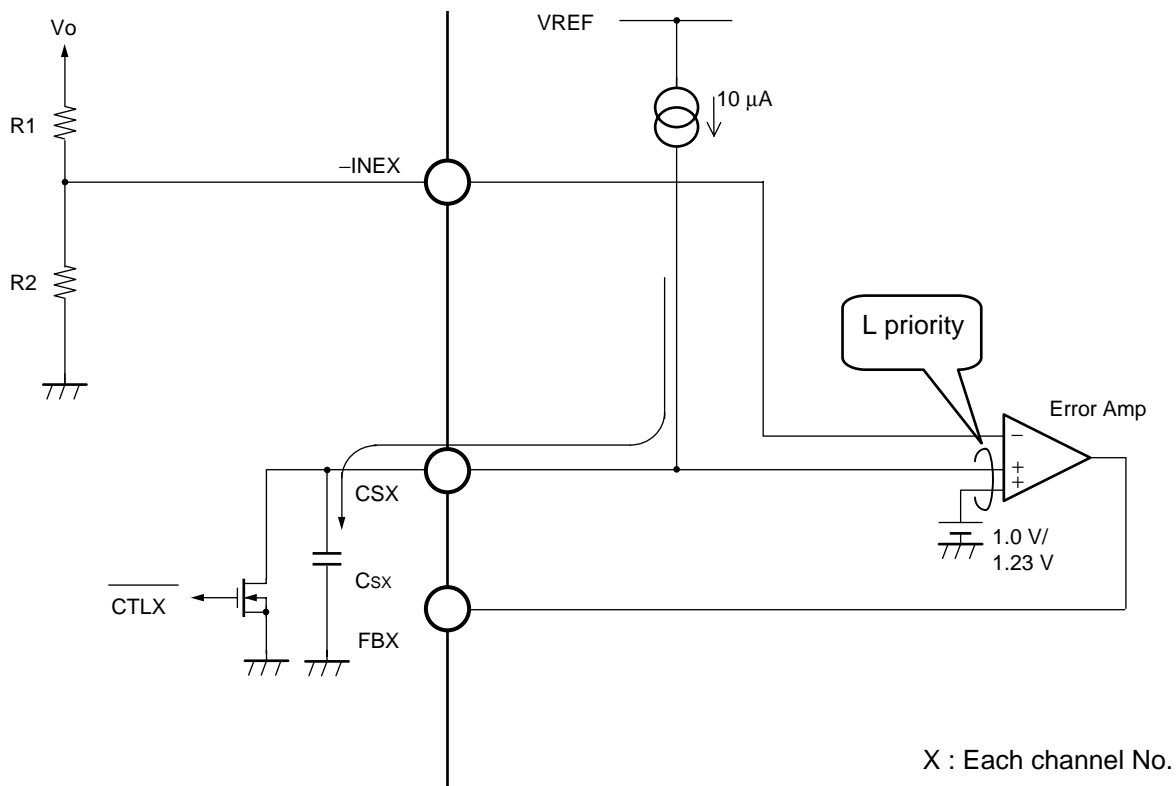 VREF
Vo
10 μA
R1
−INEX
R2
L priority
Error Amp
−
+
+
CSX
1.0 V/
1.23 V
CSX
CTLX
FBX
X : Each channel No.